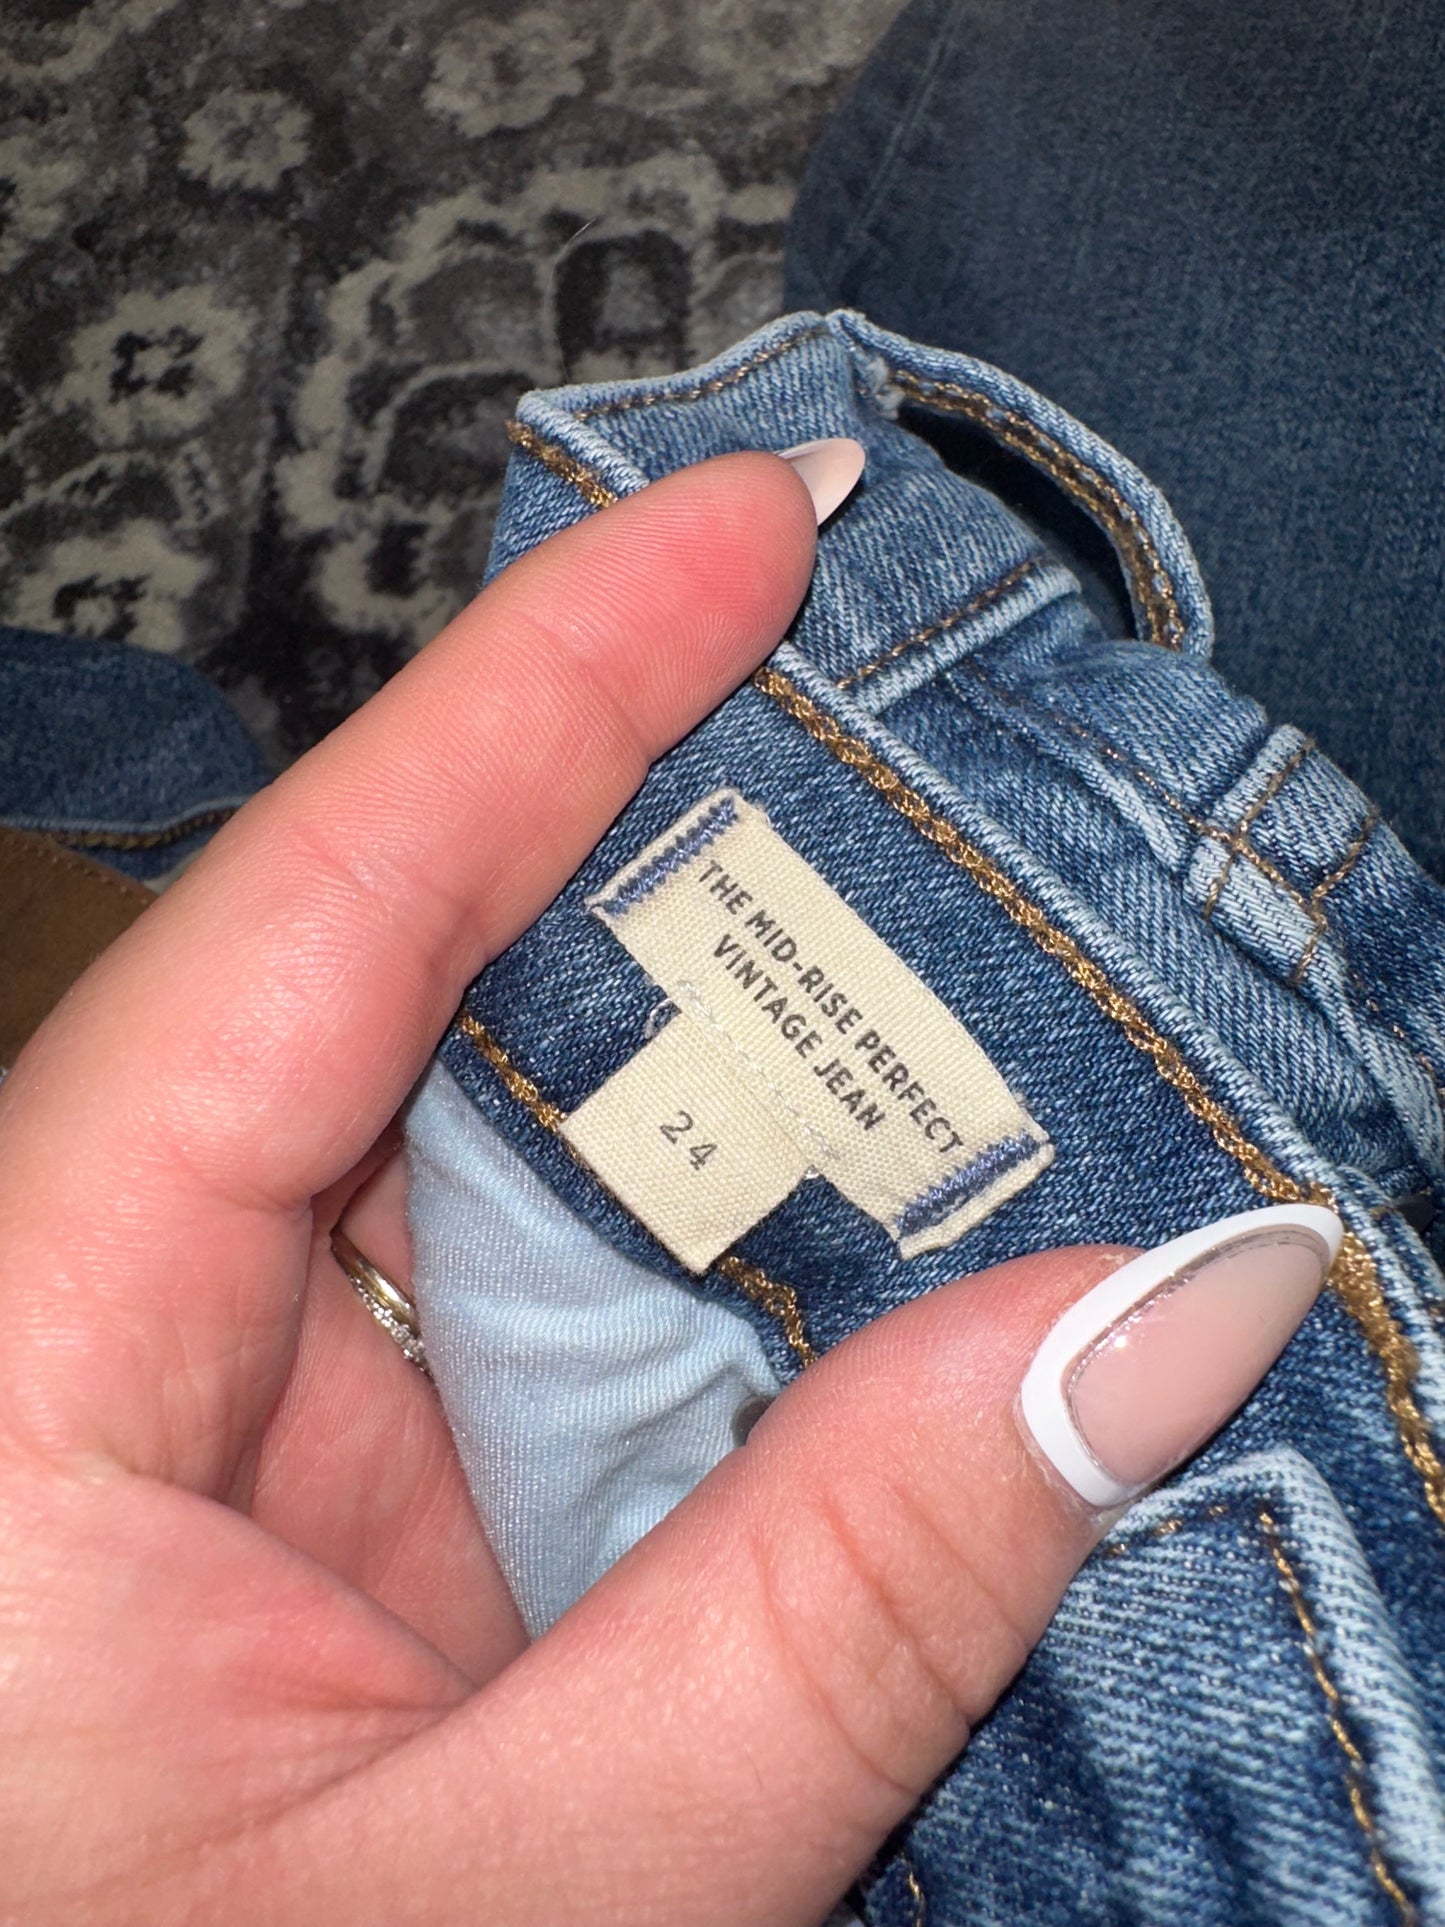 THE MID-RISE PERFECT
VINTAGE JEAN
24